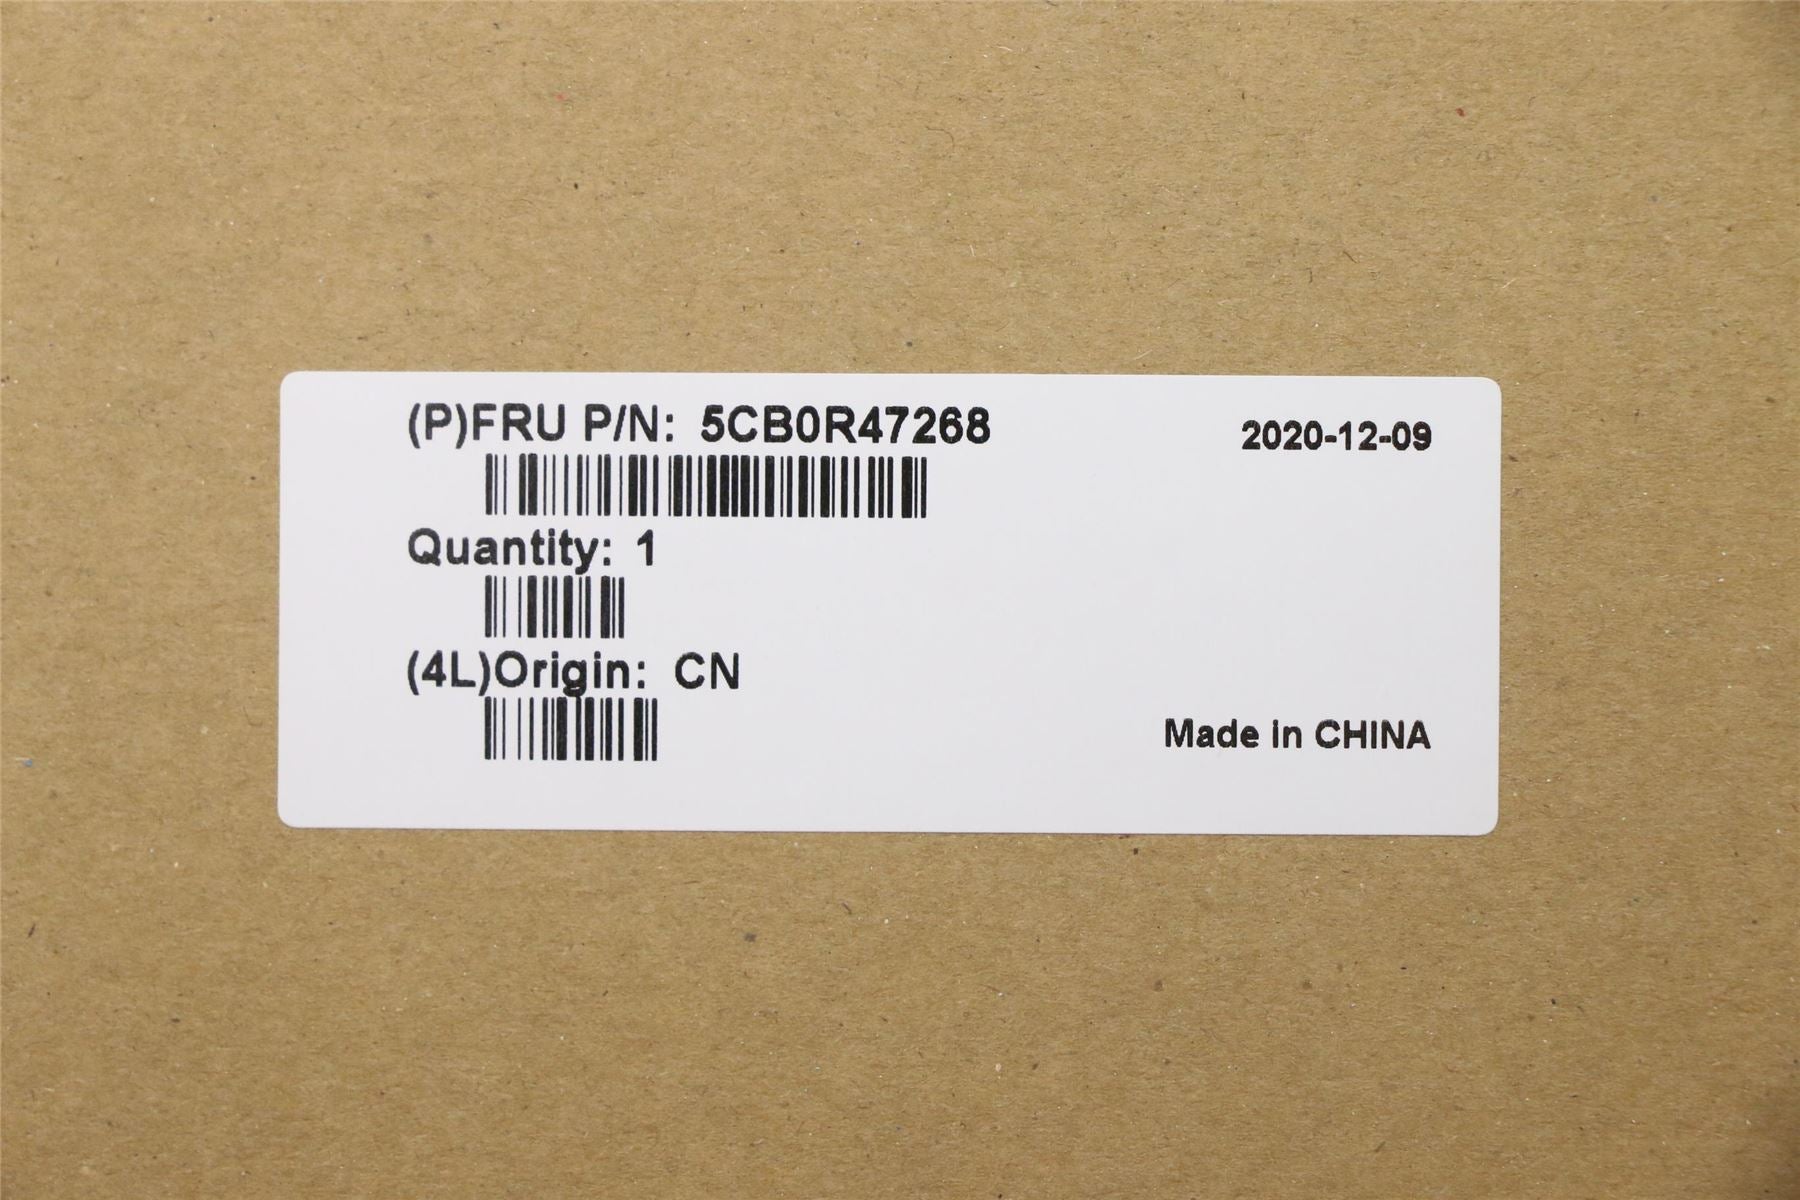 (P)FRU P/N: 5CB0R47268
2020-12-09
Quantity: 1
(4L)Origin: CN
Made in CHINA